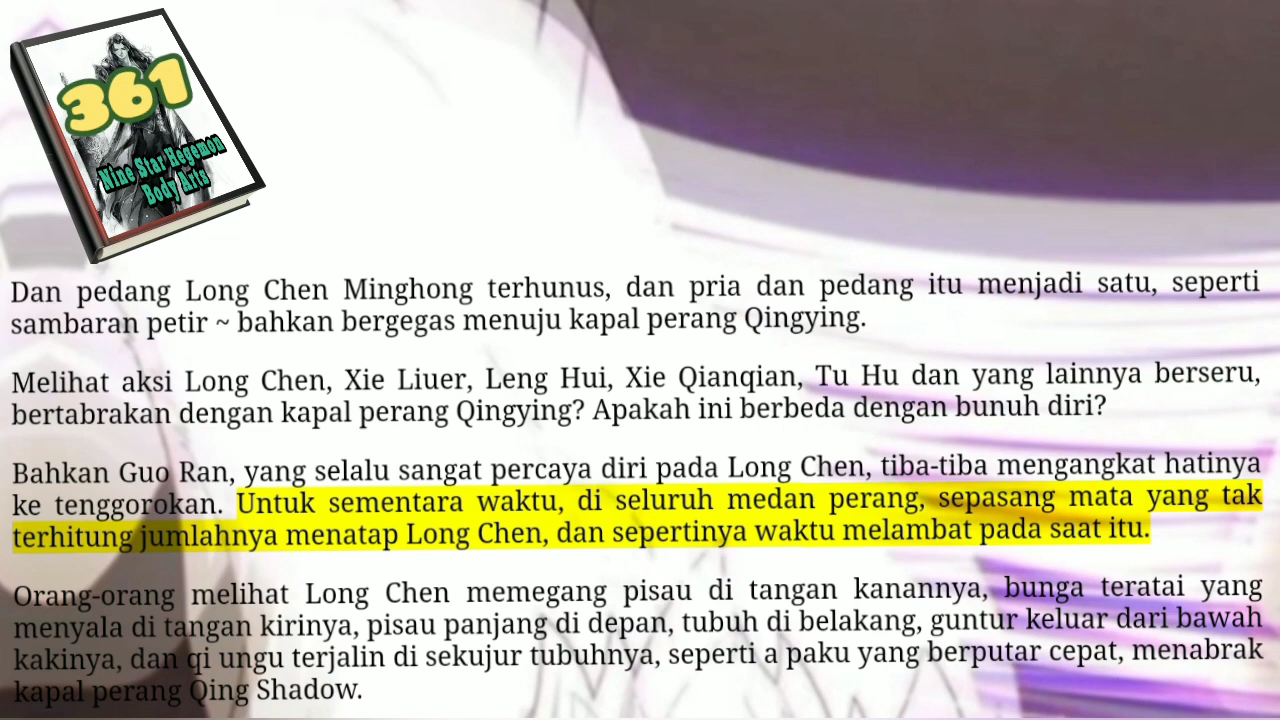 361
Nine Star Hegemon
Body Arts
Dan pedang Long Chen Minghong terhunus, dan pria dan pedang itu menjadi satu, seperti
sambaran petir ~ bahkan bergegas menuju kapal perang Qingying.
Melihat aksi Long Chen, Xie Liuer, Leng Hui, Xie Qianqian, Tu Hu dan yang lainnya berseru,
bertabrakan dengan kapal perang Qingying? Apakah ini berbeda dengan bunuh diri?
Bahkan Guo Ran, yang selalu sangat percaya diri pada Long Chen, tiba-tiba mengangkat hatinya
ke tenggorokan. Untuk sementara waktu, di seluruh medan perang, sepasang mata yang tak
terhitung jumlahnya menatap Long Chen, dan sepertinya waktu melambat pada saat itu.
Orang-orang melihat Long Chen memegang pisau di tangan kanannya, bunga teratai yang
menyala di tangan kirinya, pisau panjang di depan, tubuh di belakang, guntur keluar dari bawah
kakinya, dan qi ungu terjalin di sekujur tubuhnya, seperti a paku yang berputar cepat, menabrak
kapal perang Qing Shadow.